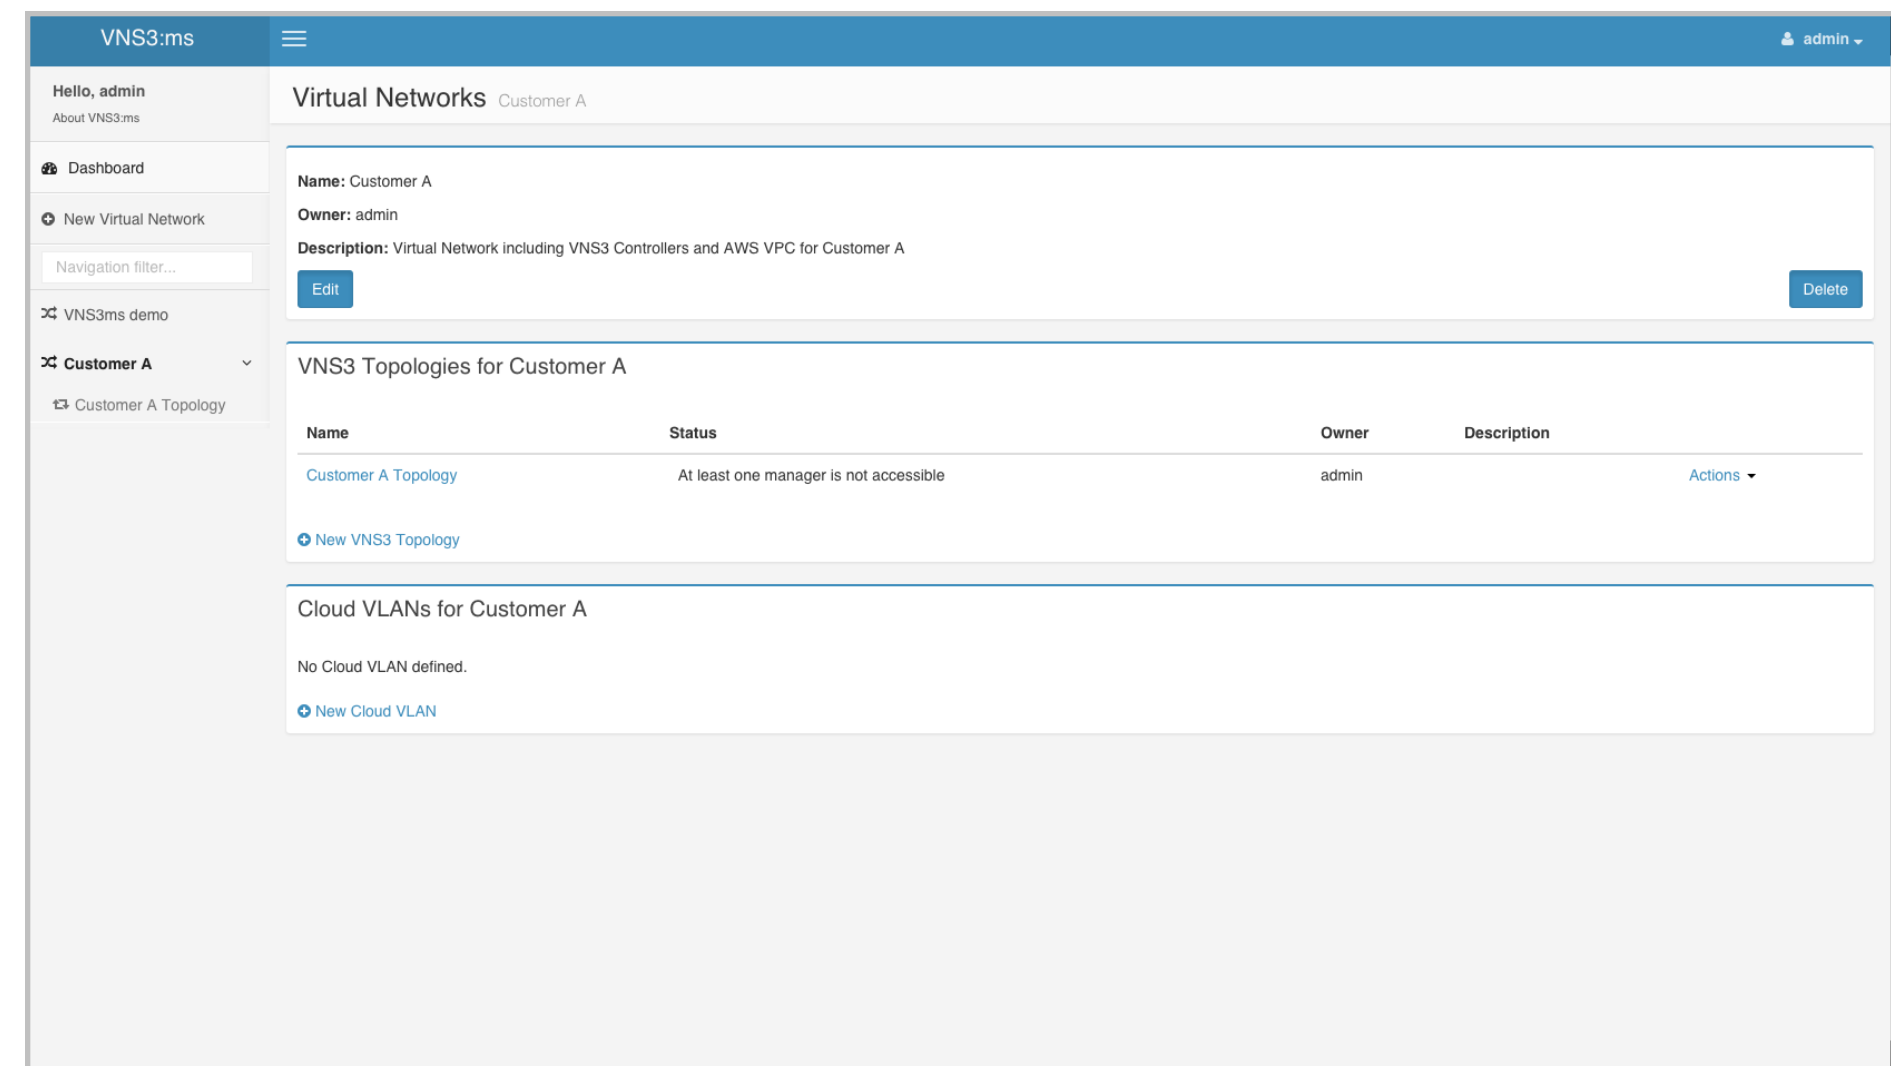 VNS3:ms
admin
Hello, admin
About VNS3:ms
Dashboard
New Virtual Network
Navigation filter...
VNS3ms demo
Customer A
Customer A Topology
Virtual Networks Customer A
Name: Customer A
Owner: admin
Description: Virtual Network including VNS3 Controllers and AWS VPC for Customer A
Edit
Delete
VNS3 Topologies for Customer A
Name Status Owner Description
Customer A Topology At least one manager is not accessible admin Actions
New VNS3 Topology
Cloud VLANs for Customer A
No Cloud VLAN defined.
New Cloud VLAN